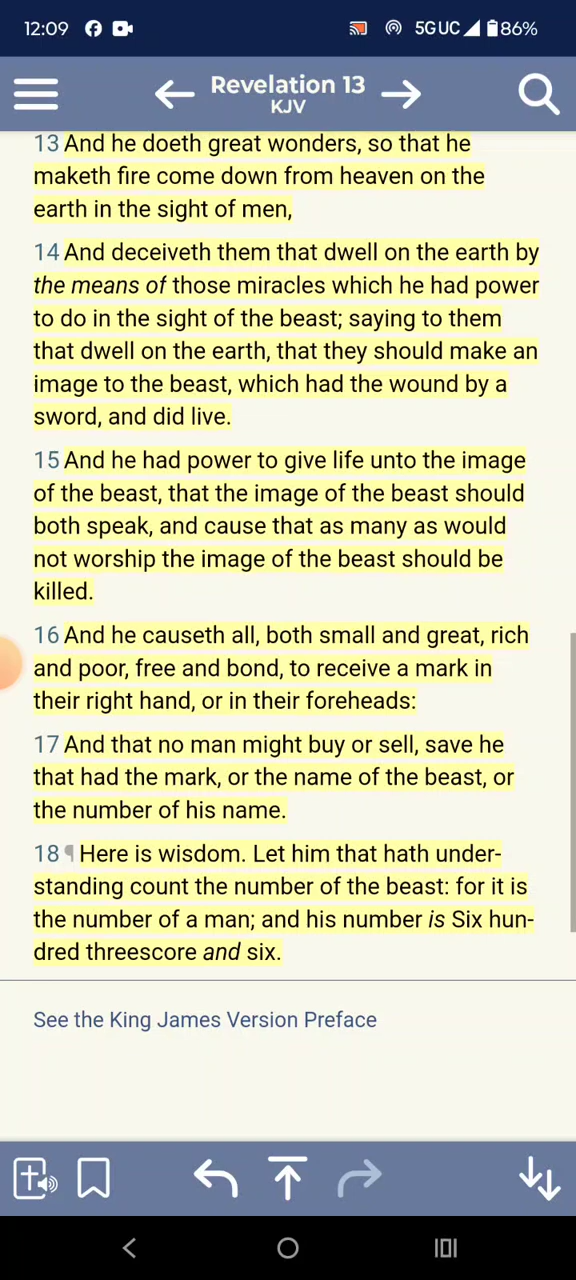 12:09
5G UC 86%
Revelation 13
KJV
13 And he doeth great wonders, so that he
maketh fire come down from heaven on the
earth in the sight of men,
14 And deceiveth them that dwell on the earth by
the means of those miracles which he had power
to do in the sight of the beast; saying to them
that dwell on the earth, that they should make an
image to the beast, which had the wound by a
sword, and did live.
15 And he had power to give life unto the image
of the beast, that the image of the beast should
both speak, and cause that as many as would
not worship the image of the beast should be
killed.
16 And he causeth all, both small and great, rich
and poor, free and bond, to receive a mark in
their right hand, or in their foreheads:
17 And that no man might buy or sell, save he
that had the mark, or the name of the beast, or
the number of his name.
18 ¶ Here is wisdom. Let him that hath under-
standing count the number of the beast: for it is
the number of a man; and his number is Six hun-
dred threescore and six.
See the King James Version Preface